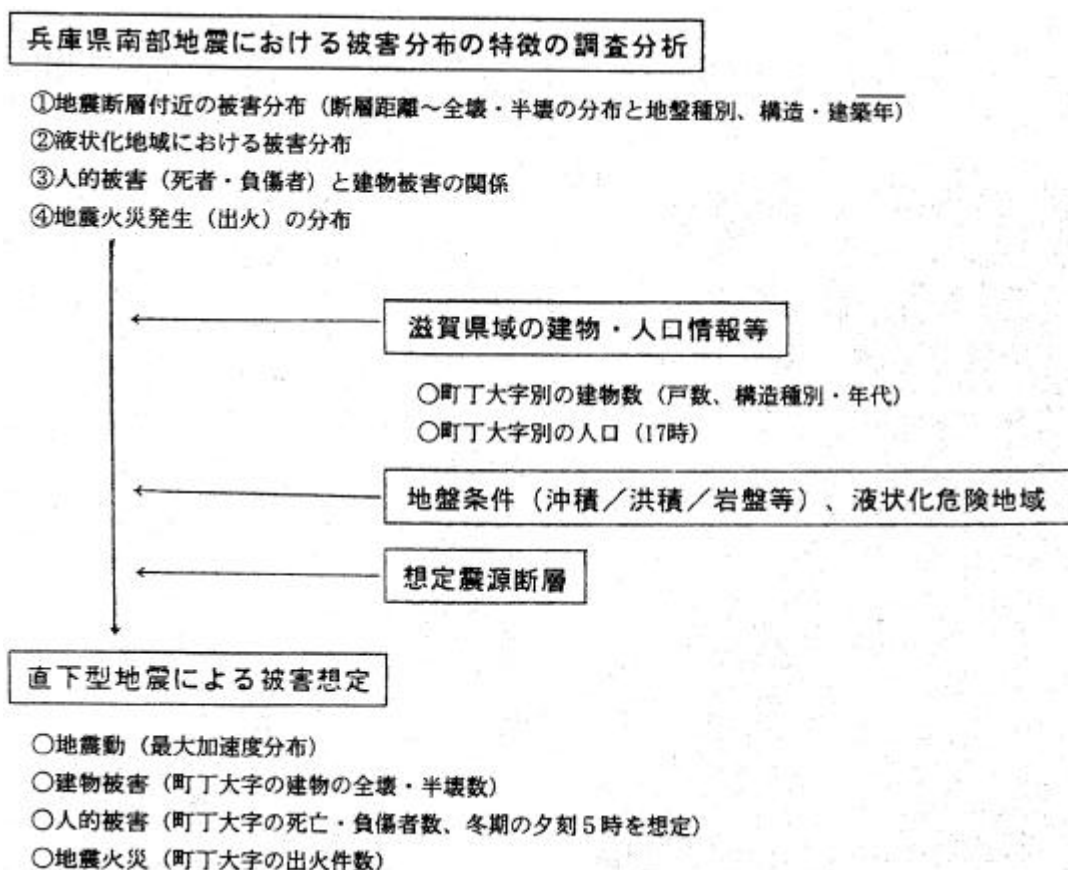 兵庫県南部地震における被害分布の特徴の調査分析
①地震断層付近の被害分布（断層距離～全壊・半壊の分布と地盤種別、構造・建築年）
②液状化地域における被害分布
③人的被害（死者・負傷者）と建物被害の関係
④地震火災発生（出火）の分布
滋賀県域の建物・人口情報等
○町丁大字別の建物数（戸数、構造種別・年代）
○町丁大字別の人口（17時）
地盤条件（沖積／洪積／岩盤等）、液状化危険地域
想定震源断層
直下型地震による被害想定
○地震動（最大加速度分布）
○建物被害（町丁大字の建物の全壊・半壊数）
○人的被害（町丁大字の死亡・負傷者数、冬期の夕刻５時を想定）
○地震火災（町丁大字の出火件数）